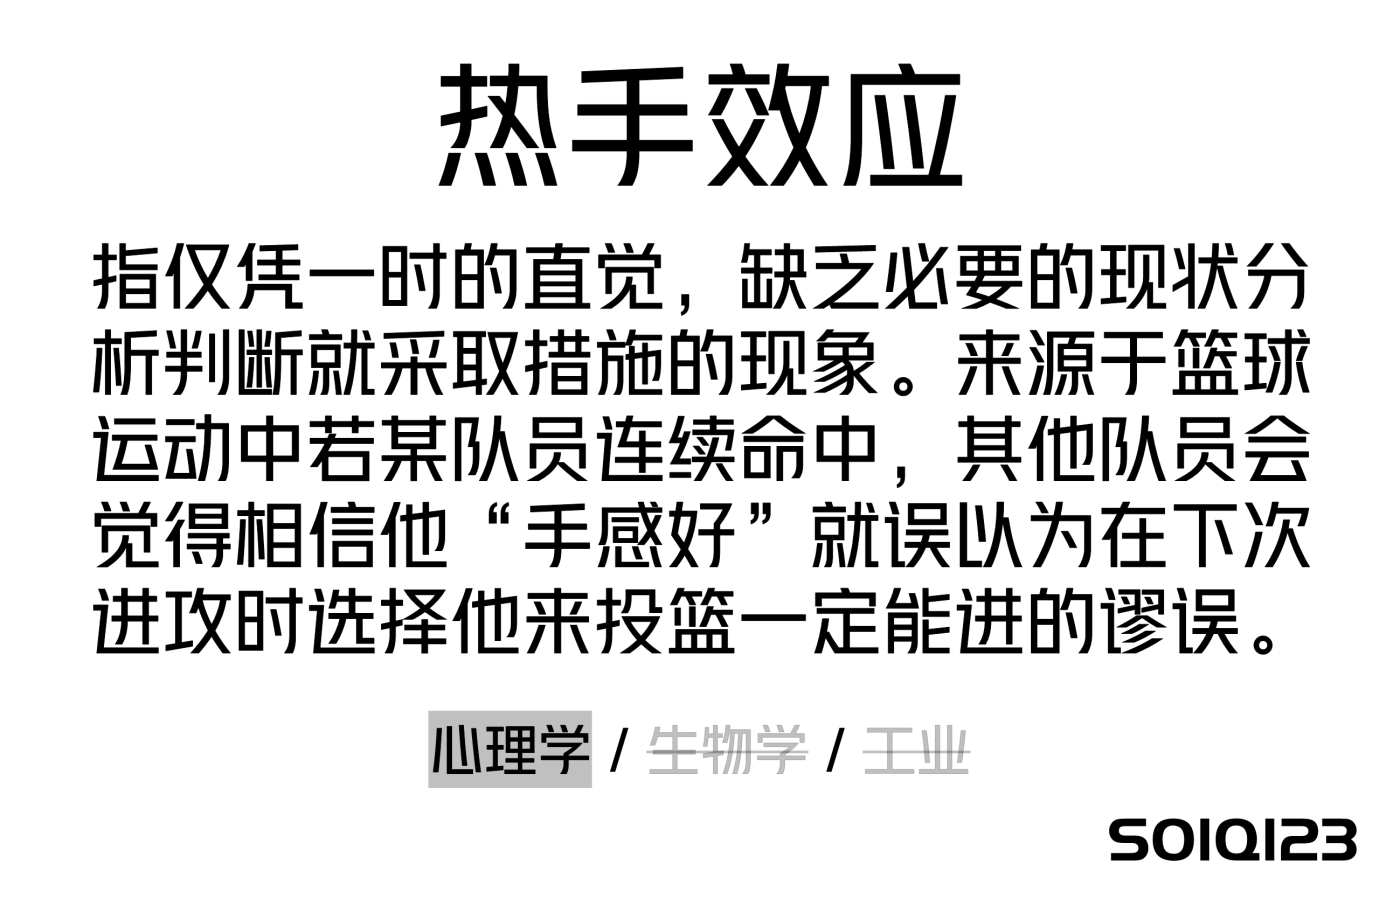 热手效应
指仅凭一时的直觉，缺乏必要的现状分
析判断就采取措施的现象。来源于篮球
运动中若某队员连续命中，其他队员会
觉得相信他“手感好”就误以为在下次
进攻时选择他来投篮一定能进的谬误。
心理学 / 生物学 / 工业
SOIQI23